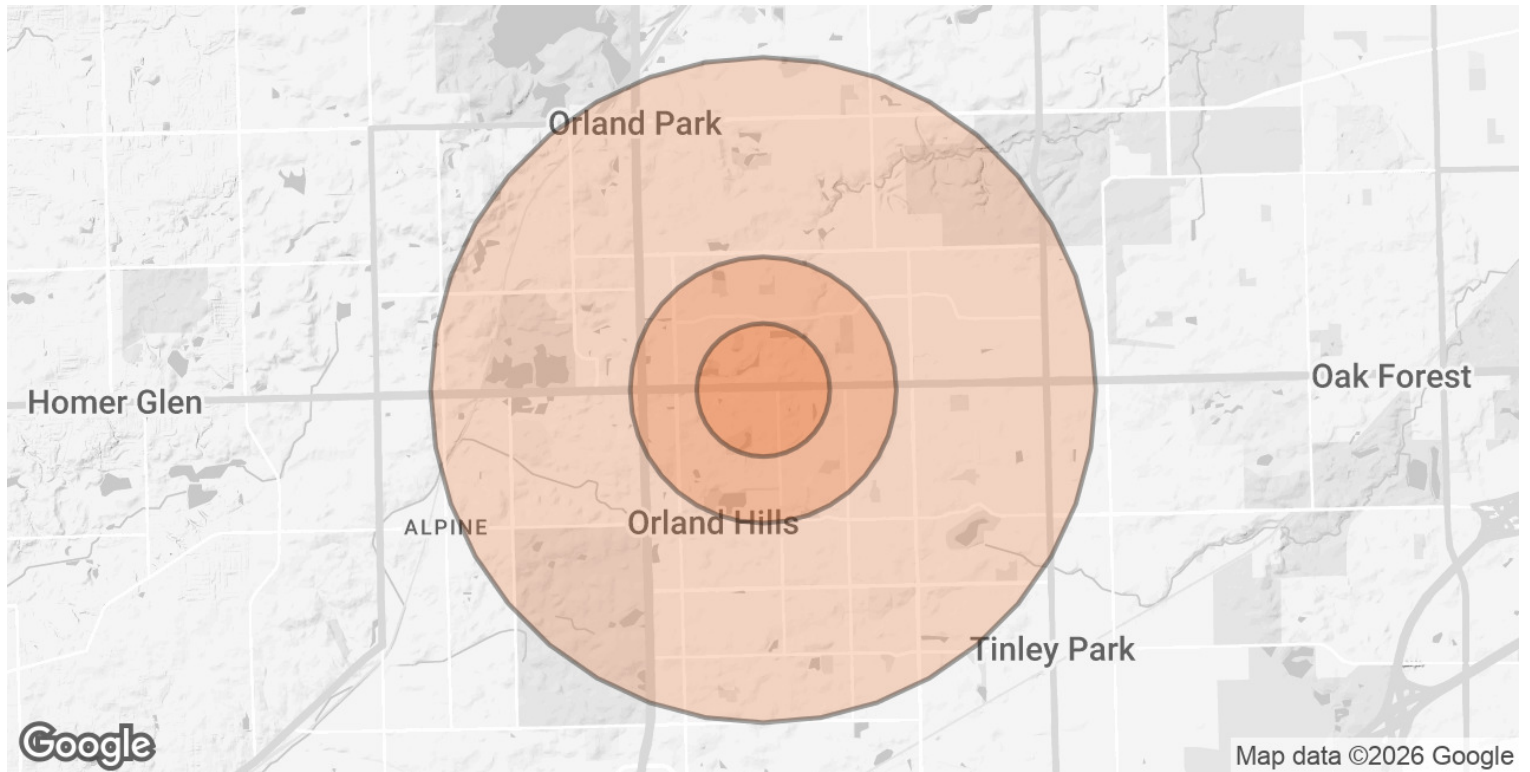 Orland Park
Homer Glen
Oak Forest
ALPINE
Orland Hills
Tinley Park
Google
Map data ©2026 Google